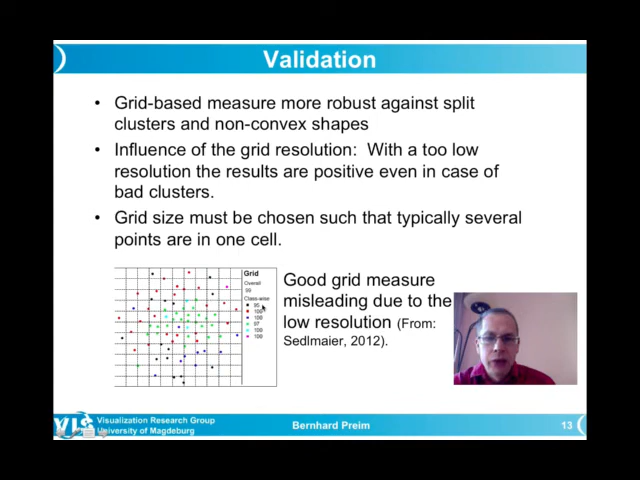 Validation
• Grid-based measure more robust against split
clusters and non-convex shapes
• Influence of the grid resolution: With a too low
resolution the results are positive even in case of
bad clusters.
• Grid size must be chosen such that typically several
points are in one cell.
Grid
Overall
99
Class-wise
95
100
100
97
100
100
Good grid measure
misleading due to the
low resolution (From:
Sedlmaier, 2012).
VIS
Visualization Research Group
University of Magdeburg
Bernhard Preim
13